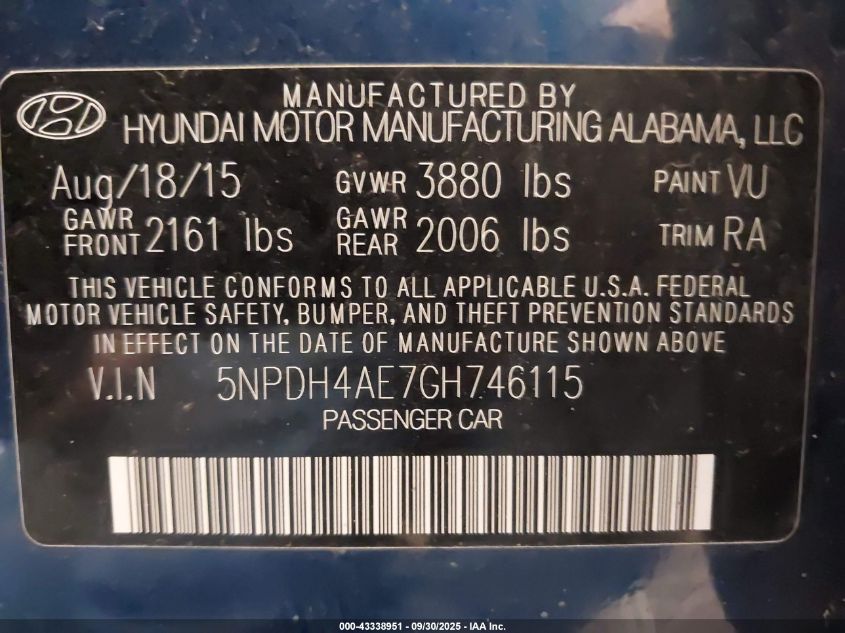 MANUFACTURED BY
HYUNDAI MOTOR MANUFACTURING ALABAMA, LLC
Aug/18/15 GVWR 3880 lbs PAINT VU
GAWR FRONT 2161 lbs GAWR REAR 2006 lbs TRIM RA
THIS VEHICLE CONFORMS TO ALL APPLICABLE U.S.A. FEDERAL
MOTOR VEHICLE SAFETY, BUMPER, AND THEFT PREVENTION STANDARDS
IN EFFECT ON THE DATE OF MANUFACTURE SHOWN ABOVE
V.I.N 5NPDH4AE7GH746115
PASSENGER CAR
000-43338951 - 09/30/2025 - IAA Inc.